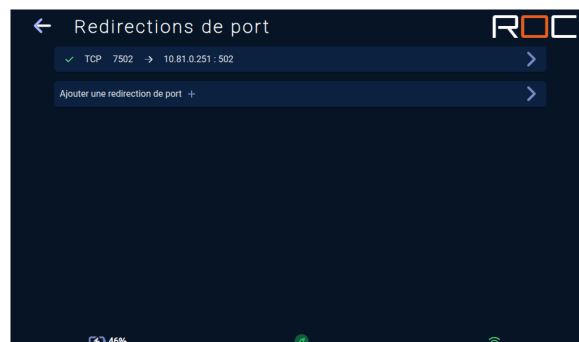 Redirections de port
ROC
TCP 7502 → 10.81.0.251 : 502
Ajouter une redirection de port +
46%